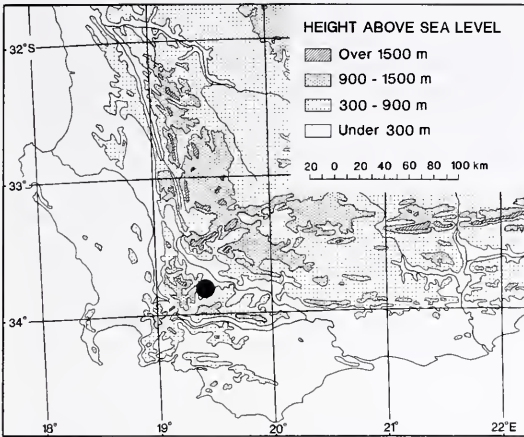 HEIGHT ABOVE SEA LEVEL
Over 1500 m
900 - 1500 m
300 - 900 m
Under 300 m
20 0 20 40 60 80 100 km
32°S
33°
34°
18° 19° 20° 21° 22°E